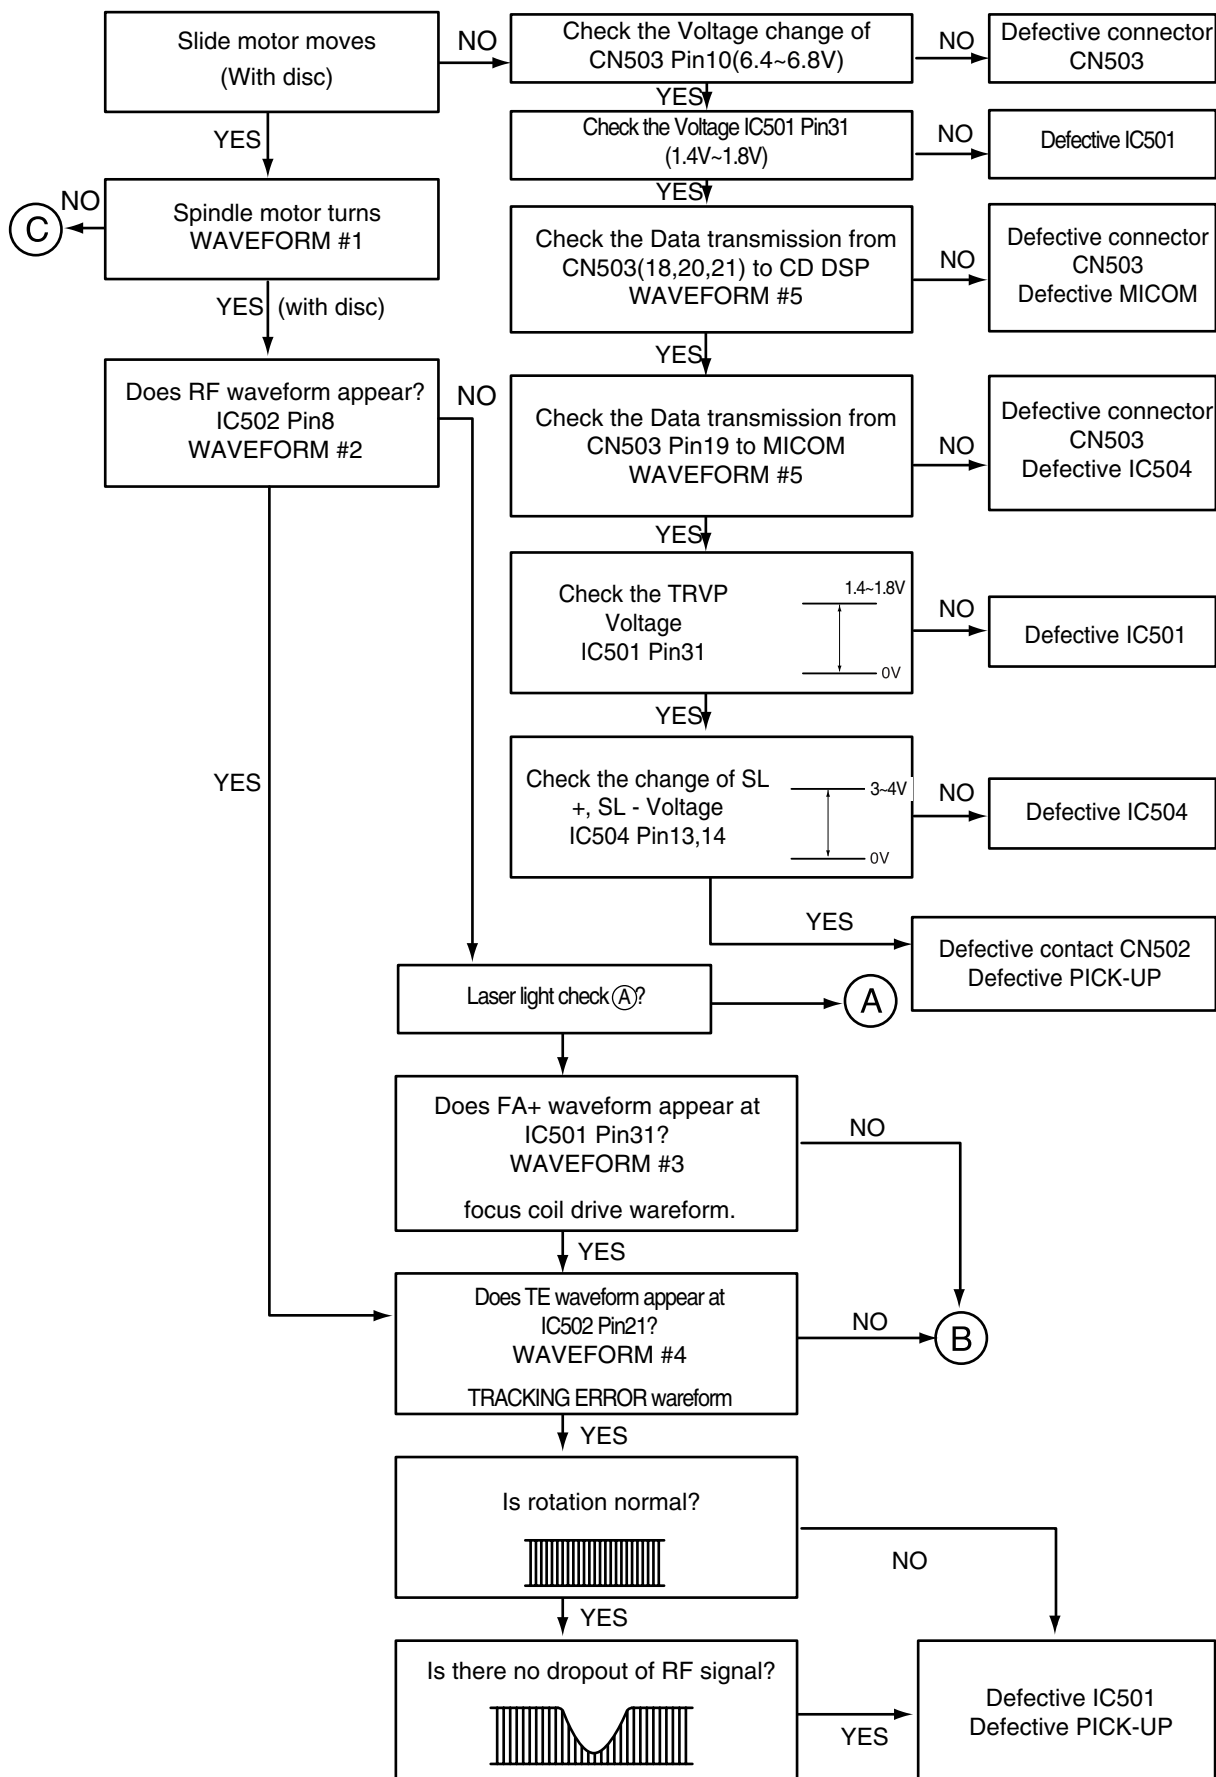 Slide motor moves
(With disc)
NO
Check the Voltage change of
CN503 Pin10(6.4~6.8V)
NO
Defective connector
CN503
YES
YES
Check the Voltage IC501 Pin31
(1.4V~1.8V)
NO
Defective IC501
YES
NO
C
Spindle motor turns
WAVEFORM #1
Check the Data transmission from
CN503(18,20,21) to CD DSP
WAVEFORM #5
NO
Defective connector
CN503
Defective MICOM
YES (with disc)
YES
Does RF waveform appear?
IC502 Pin8
WAVEFORM #2
NO
Check the Data transmission from
CN503 Pin19 to MICOM
WAVEFORM #5
NO
Defective connector
CN503
Defective IC504
YES
Check the TRVP
Voltage
IC501 Pin31
1.4~1.8V
0V
NO
Defective IC501
YES
YES
Check the change of SL
+, SL - Voltage
IC504 Pin13,14
3~4V
0V
NO
Defective IC504
YES
Defective contact CN502
Defective PICK-UP
Laser light check Ⓐ?
A
Does FA+ waveform appear at
IC501 Pin31?
WAVEFORM #3
focus coil drive wareform.
NO
YES
Does TE waveform appear at
IC502 Pin21?
WAVEFORM #4
TRACKING ERROR wareform
NO
B
YES
Is rotation normal?
NO
YES
Is there no dropout of RF signal?
YES
Defective IC501
Defective PICK-UP